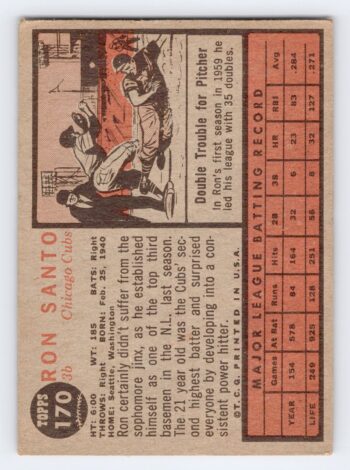 TOPPS
170
RON SANTO
3b Chicago Cubs
HT: 6:00 WT: 185 BATS: Right
THROWS: Right BORN: Feb. 25, 1940
HOME: Seattle, Washington
Ron certainly didn't suffer from the
sophomore jinx, as he established
himself as one of the top third
basemen in the N.L. last season.
The 21 year old was the Cubs' sec-
ond highest batter and surprised
everyone by developing into a con-
sistent power hitter.
©T.C.G. PRINTED IN U.S.A.
Double Trouble for Pitcher
In Ron's first season in 1959 he
led his league with 35 doubles.
MAJOR LEAGUE BATTING RECORD
Games At Bat Runs Hits 2B 3B HR RBI Avg.
YEAR 154 578 84 164 32 6 23 83 .284
LIFE 249 925 128 251 56 8 32 127 .271